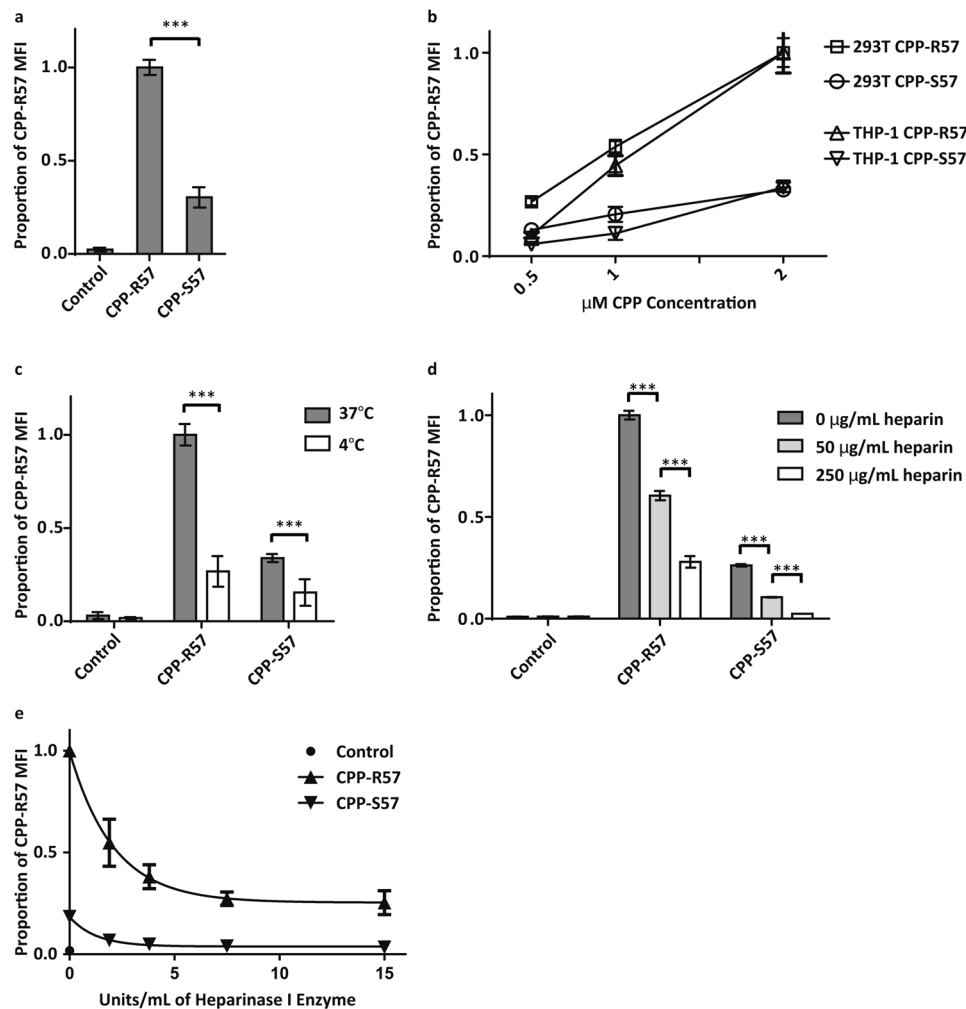 a
Proportion of CPP-R57 MFI
1.0
0.5
0.0
***
Control
CPP-R57
CPP-S57
b
Proportion of CPP-R57 MFI
1.0
0.5
0.0
0.5
1
2
μM CPP Concentration
293T CPP-R57
293T CPP-S57
THP-1 CPP-R57
THP-1 CPP-S57
c
Proportion of CPP-R57 MFI
1.0
0.5
0.0
***
***
37°C
4°C
Control
CPP-R57
CPP-S57
d
Proportion of CPP-R57 MFI
1.0
0.5
0.0
***
***
***
***
0 μg/mL heparin
50 μg/mL heparin
250 μg/mL heparin
Control
CPP-R57
CPP-S57
e
Proportion of CPP-R57 MFI
1.0
0.5
0.0
Control
CPP-R57
CPP-S57
0
5
10
15
Units/mL of Heparinase I Enzyme